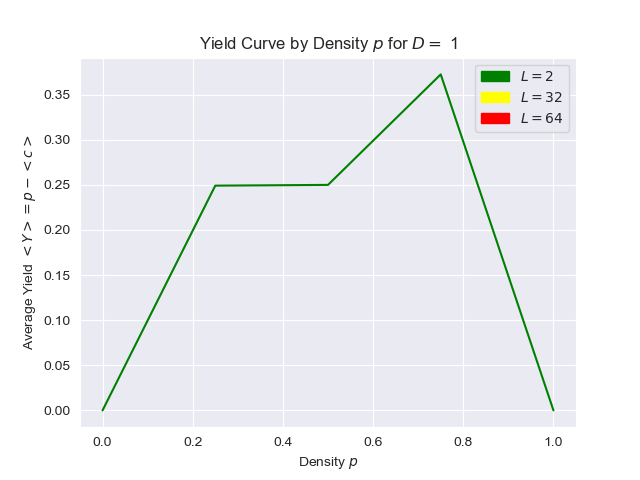 Yield Curve by Density p for D = 1
L = 2
L = 32
L = 64
Average Yield < Y > = p − < c >
0.35
0.30
0.25
0.20
0.15
0.10
0.05
0.00
0.0 0.2 0.4 0.6 0.8 1.0
Density p